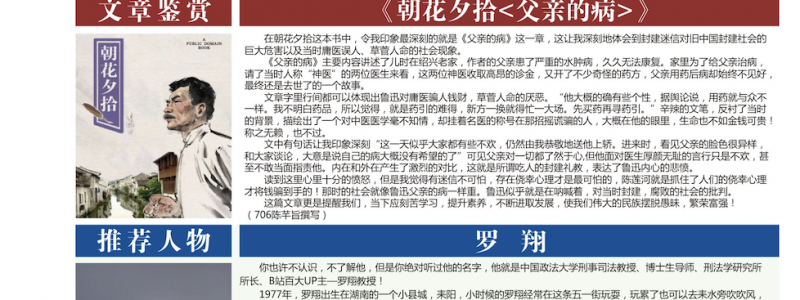 文章鉴赏
《朝花夕拾<父亲的病>》
A PUBLIC DOMAIN BOOK
朝花夕拾
在朝花夕拾这本书中，令我印象最深刻的就是《父亲的病》这一章，这让我深刻地体会到封建迷信对旧中国封建社会的
巨大危害以及当时庸医误人、草菅人命的社会现象。
《父亲的病》主要内容讲述了儿时在绍兴老家，作者的父亲患了严重的水肿病，久久无法康复。家里为了给父亲治病，
请了当时人称“神医”的两位医生来看，这两位神医收取高昂的诊金，又开了不少奇怪的药方，父亲用药后病却始终不见好，
最终还是去世了的一个故事。
文章字里行间都可以体现出鲁迅对庸医骗人钱财，草菅人命的厌恶。“他大概的确有些个性，据舆论说，用药就与众不
一样。我不明白药品，所以觉得，就是药引的难得，新方一换就得忙一大场。先买药再寻药引。”辛辣的文笔，反衬了当时
的背景，描绘出了一个对中医医学毫不知情，却挂着名医的称号在那招摇谎骗的人，大概在他的眼里，生命也不如金钱可贵！
称之无赖，也不过。
文中有句话让我印象深刻“这一天似乎大家都有些不欢，仍然由我恭敬地送他上轿。进来时，看见父亲的脸色很异样，
和大家谈论，大意是说自己的病大概没有希望的了”可见父亲对一切都了然于心,但他面对医生厚颜无耻的言行只是不欢，甚
至不敢当面指责他。内在和外在产生了激烈的对比，这就是所谓吃人的封建礼教，表达了鲁迅内心的悲愤。
读到这里心里十分的愤怒，但是我觉得有迷信不可怕，存在侥幸心理才是最可怕的，陈莲河就是抓住了人们的侥幸心理
才将钱骗到手的！那时的社会就像鲁迅父亲的病一样重。鲁迅似乎就是在呐喊着，对当时封建，腐败的社会的批判。
这篇文章更是提醒我们，当下应刻苦学习，提升素养，不断进取发展，使我们伟大的民族摆脱愚昧，繁荣富强！
（706陈芊旨撰写）
推荐人物
罗 翔
你也许不认识，不了解他，但是你绝对听过他的名字，他就是中国政法大学刑事司法教授、博士生导师、刑法学研究所
所长、B站百大UP主—罗翔教授！
1977年，罗翔出生在湖南的一个小县城，耒阳，小时候的罗翔经常在这条五一街玩耍，玩累了也可以去耒水旁吹吹风，